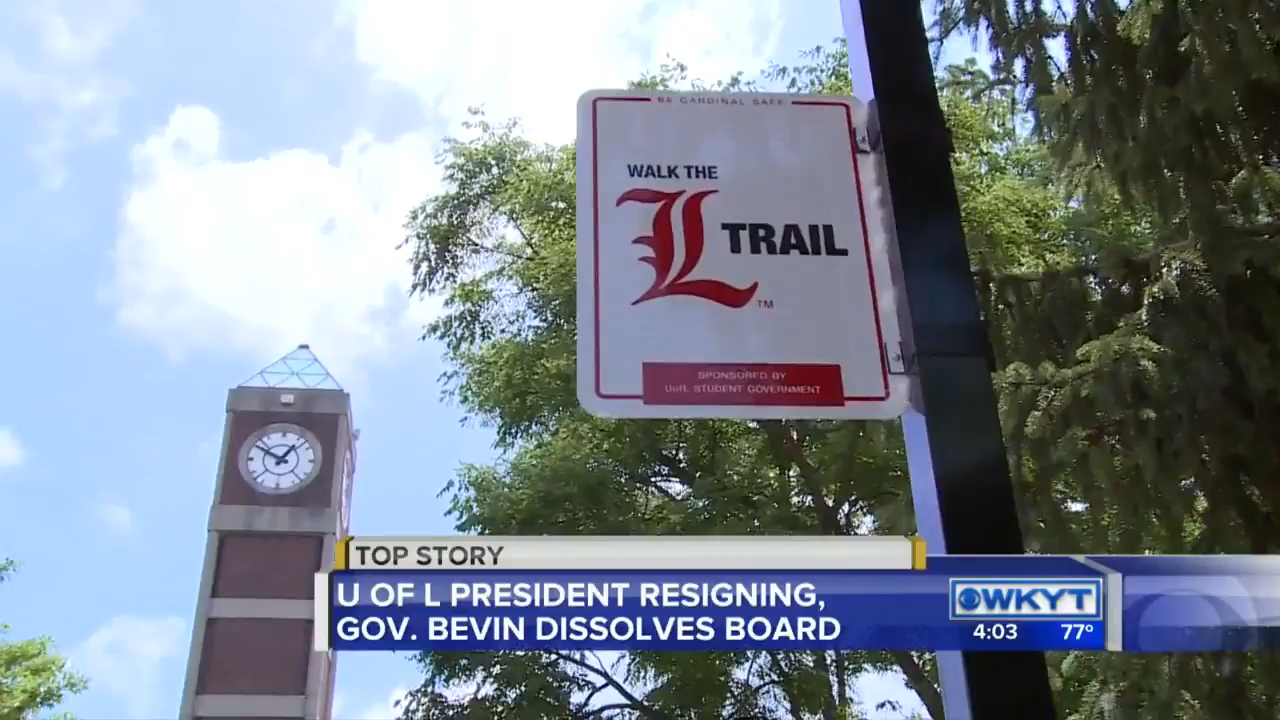 BE CARDINAL SAFE
WALK THE
L TRAIL
TM
SPONSORED BY
UofL STUDENT GOVERNMENT
TOP STORY
U OF L PRESIDENT RESIGNING,
GOV. BEVIN DISSOLVES BOARD
WKYT
4:03 77°